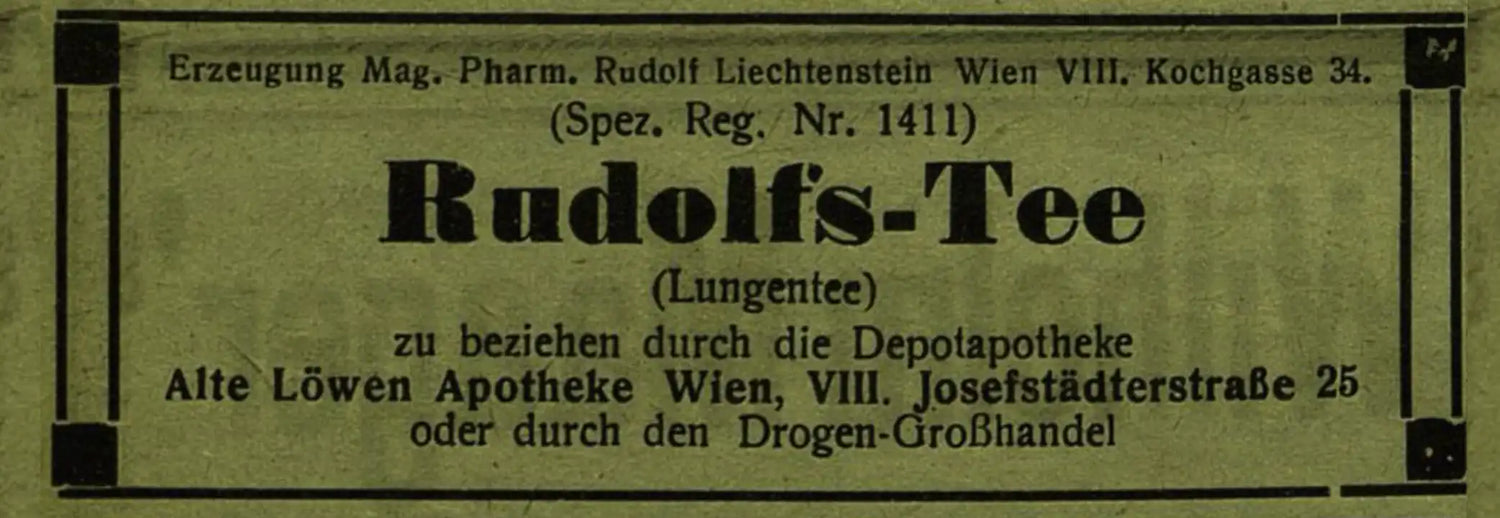 Erzeugung Mag. Pharm. Rudolf Liechtenstein Wien VIII. Kochgasse 34.
(Spez. Reg. Nr. 1411)
Rudolf's-Tee
(Lungentee)
zu beziehen durch die Depotapotheke
Alte Löwen Apotheke Wien, VIII. Josefstädterstraße 25
oder durch den Drogen-Großhandel